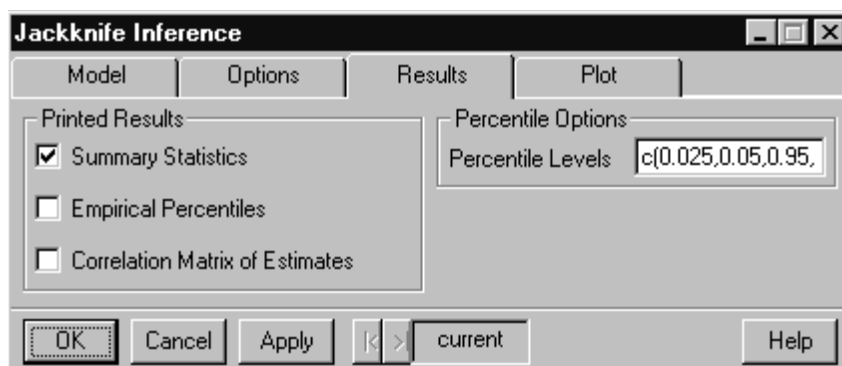 Jackknife Inference
Model Options Results Plot
Printed Results
Summary Statistics
Empirical Percentiles
Correlation Matrix of Estimates
Percentile Options
Percentile Levels c(0.025,0.05,0.95,
OK Cancel Apply current Help